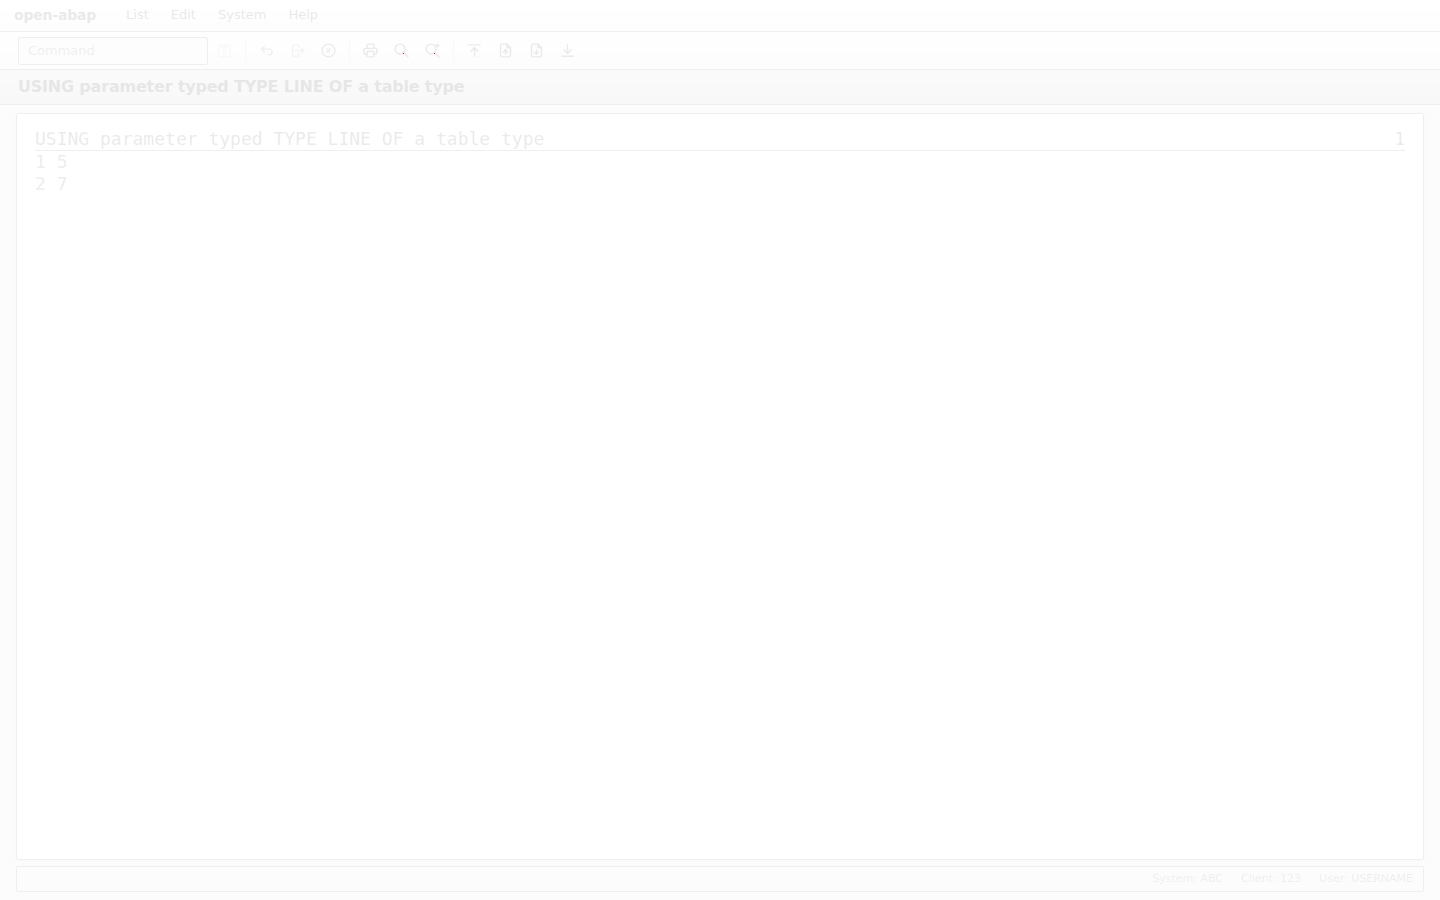 open-abap List Edit System Help
Command
USING parameter typed TYPE LINE OF a table type
USING parameter typed TYPE LINE OF a table type 1
1 5
2 7
System: ABC Client: 123 User: USERNAME